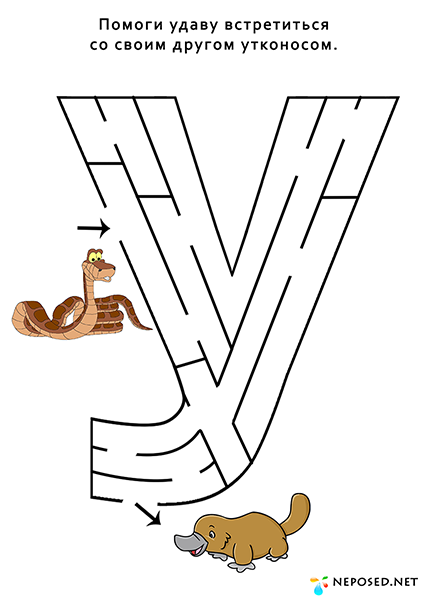 Помоги удаву встретиться
со своим другом утконосом.
NEPOSED.NET